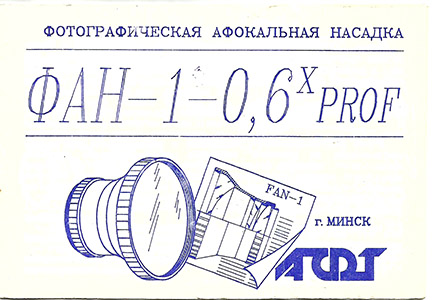 ФОТОГРАФИЧЕСКАЯ АФОКАЛЬНАЯ НАСАДКА
ФАН-1-0,6ˣ PROF
FAN-1
г. МИНСК